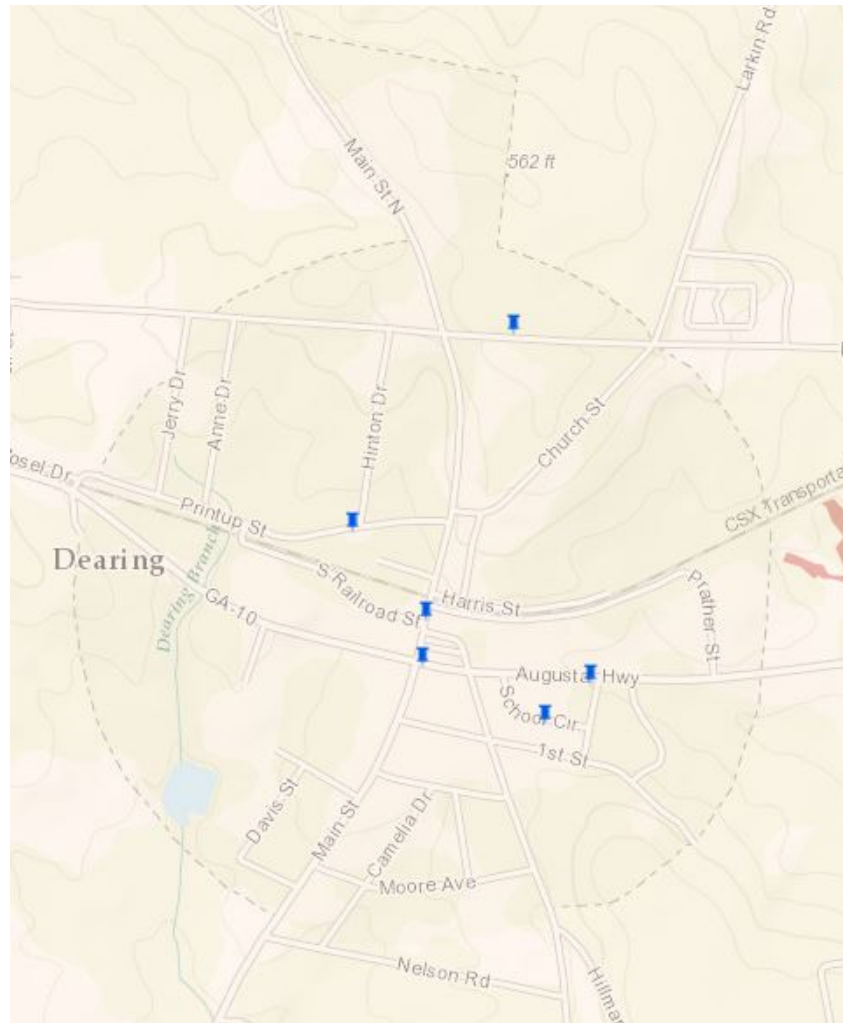 Larkin Rd
562 ft
Main St N
Jerry Dr
Anne Dr
Hinton Dr
Church St
osel Dr
Printup St
CSX Transporta
Dearing
Dearing Branch
S Railroad St
Harris St
Prather St
GA-10
Augusta Hwy
School Cir
1st St
Davis St
Main St
Camelia Dr
Moore Ave
Nelson Rd
Hillma